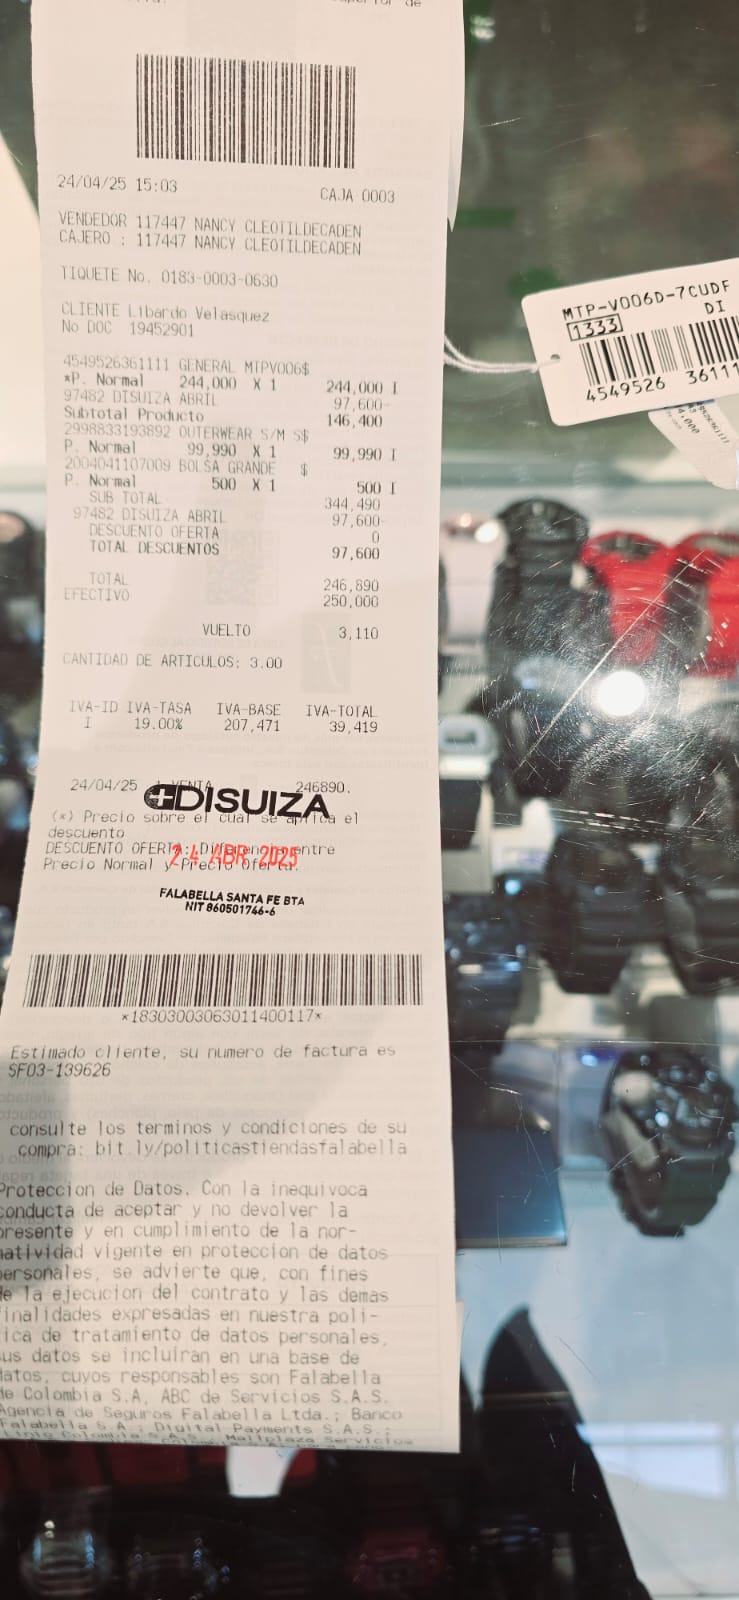 24/04/25 15:03 CAJA 0003
VENDEDOR 117447 NANCY CLEOTILDECADEN
CAJERO : 117447 NANCY CLEOTILDECADEN
TIQUETE No. 0183-0003-0630
CLIENTE Libardo Velasquez
No DOC 19452901
4549526361111 GENERAL MTPV006$
*P. Normal 244,000 X 1 244,000 I
97482 DISUIZA ABRIL 97,600-
Subtotal Producto 146,400
2998833193892 OUTERWEAR S/M S$
P. Normal 99,990 X 1 99,990 I
2004041107009 BOLSA GRANDE $
P. Normal 500 X 1 500 I
SUB TOTAL 344,490
97482 DISUIZA ABRIL 97,600-
DESCUENTO OFERTA 0
TOTAL DESCUENTOS 97,600
TOTAL 246,890
EFECTIVO 250,000
VUELTO 3,110
CANTIDAD DE ARTICULOS: 3.00
IVA-ID IVA-TASA IVA-BASE IVA-TOTAL
I 19.00% 207,471 39,419
24/04/25 1 VENTA 246890.
DISUIZA
(*) Precio sobre el cual se aplica el
descuento
DESCUENTO OFERTA: Diferencia entre
Precio Normal y Precio Oferta.
24 ABR 2025
FALABELLA SANTA FE BTA
NIT 860501746-6
*18303003063011400117*
Estimado cliente, su numero de factura es
SF03-139626
consulte los terminos y condiciones de su
compra: bit.ly/politicastiendasfalabella
Proteccion de Datos. Con la inequivoca
conducta de aceptar y no devolver la
presente y en cumplimiento de la nor-
matividad vigente en proteccion de datos
personales, se advierte que, con fines
de la ejecucion del contrato y las demas
finalidades expresadas en nuestra poli-
tica de tratamiento de datos personales,
sus datos se incluiran en una base de
datos, cuyos responsables son Falabella
de Colombia S.A, ABC de Servicios S.A.S.
Agencia de Seguros Falabella Ltda.; Banco
Falabella S.A.; Digital Payments S.A.S.;
MTP-V006D-7CUDF
DI
1333
4549526 36111